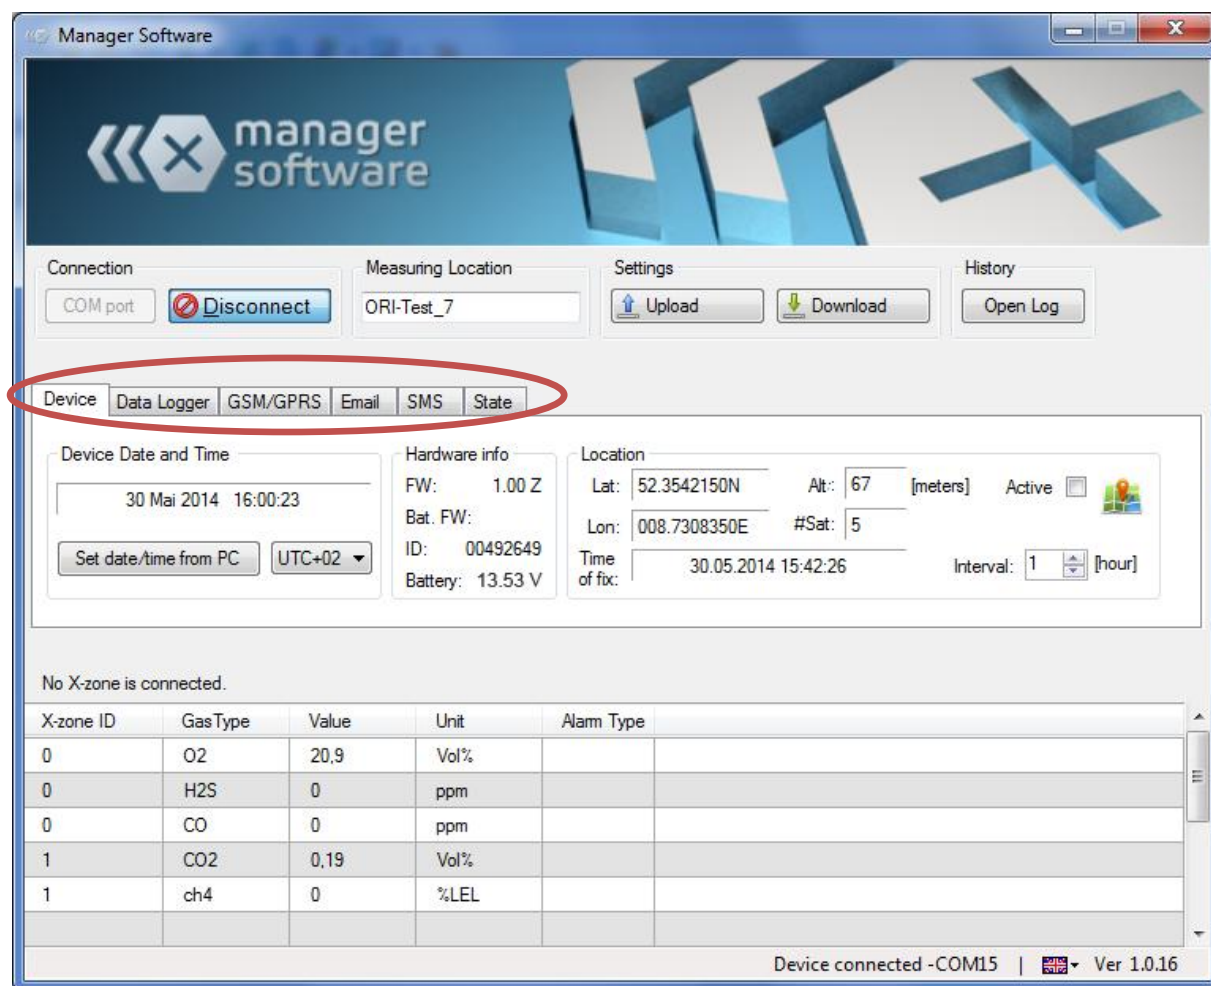 Manager Software
manager
software
Connection
COM port
Disconnect
Measuring Location
ORI-Test_7
Settings
Upload
Download
History
Open Log
Device Data Logger GSM/GPRS Email SMS State
Device Date and Time
30 Mai 2014 16:00:23
Set date/time from PC
UTC+02
Hardware info
FW: 1.00 Z
Bat. FW:
ID: 00492649
Battery: 13.53 V
Location
Lat: 52.3542150N Alt: 67 [meters] Active
Lon: 008.7308350E #Sat: 5
Time
of fix: 30.05.2014 15:42:26 Interval: 1 [hour]
No X-zone is connected.
X-zone ID GasType Value Unit Alarm Type
0 O2 20,9 Vol%
0 H2S 0 ppm
0 CO 0 ppm
1 CO2 0,19 Vol%
1 ch4 0 %LEL
Device connected -COM15 | Ver 1.0.16